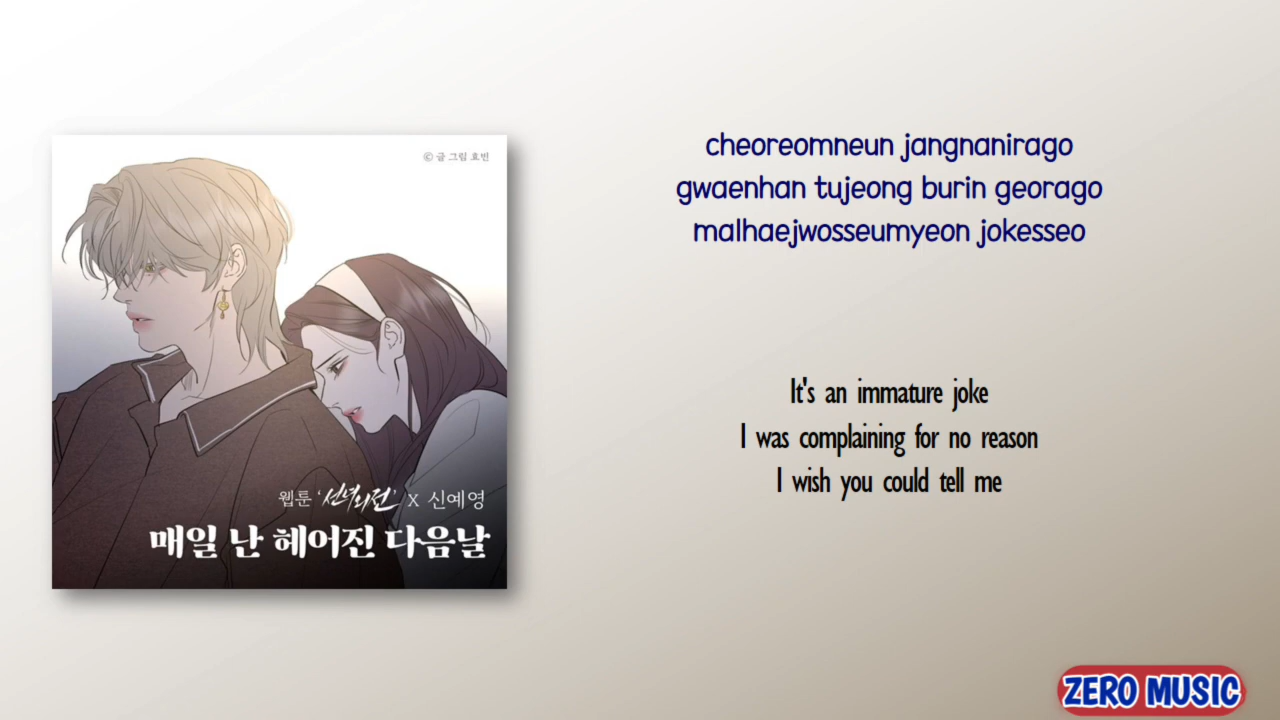 © 글 그림 효빈
웹툰 '선녀외전' X 신예영
매일 난 헤어진 다음날
cheoreomneun jangnanirago
gwaenhan tujeong burin georago
malhaejwosseumyeon jokesseo
It's an immature joke
I was complaining for no reason
I wish you could tell me
ZERO MUSIC